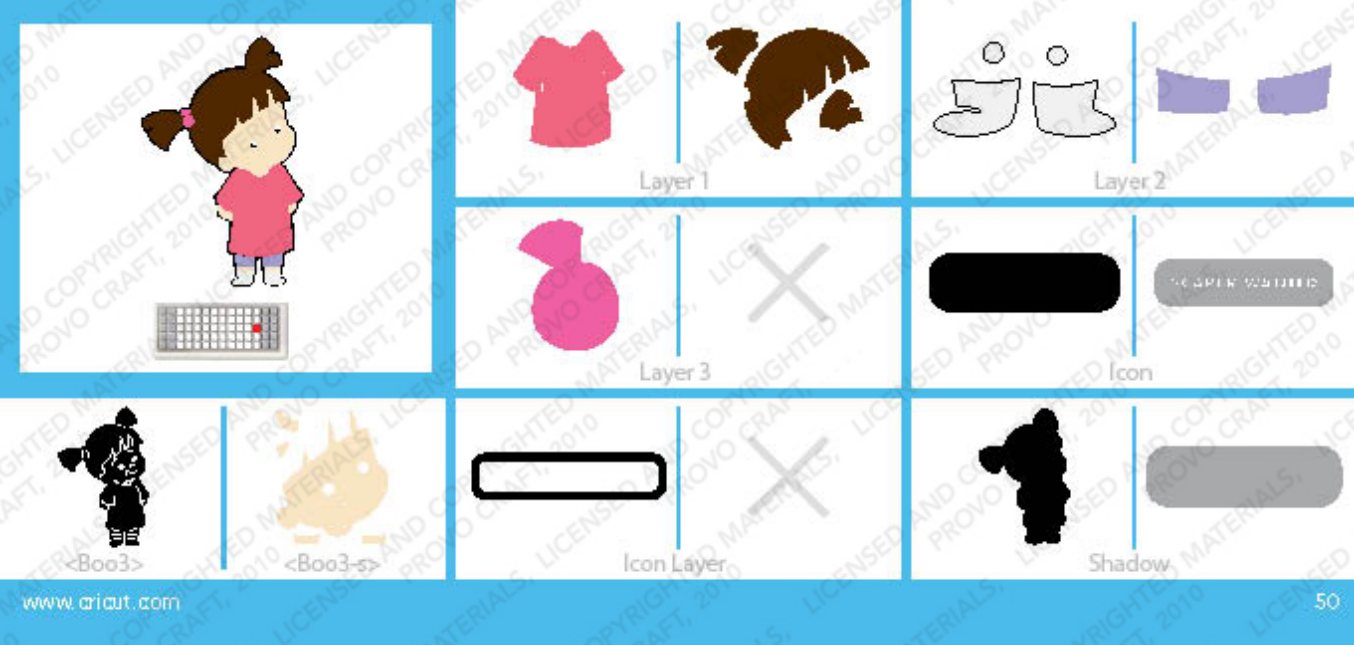 Layer 1
Layer 2
Layer 3
Icon
<Boo3>
<Boo3-s>
Icon Layer
Shadow
www.cricut.com
50
LICENSED AND COPYRIGHTED MATERIALS,
PROVO CRAFT, 2010